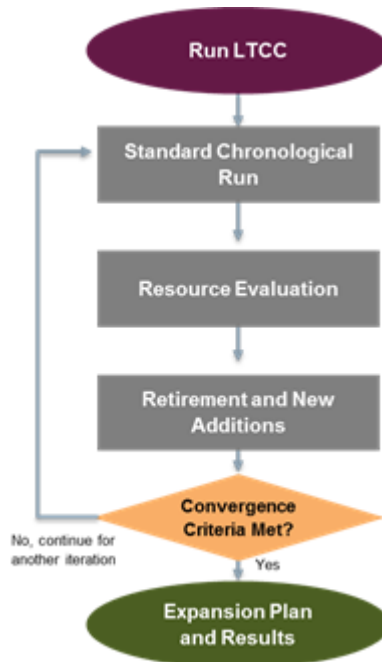 Run LTCC
Standard Chronological
Run
Resource Evaluation
Retirement and New
Additions
Convergence
Criteria Met?
No, continue for
another iteration
Yes
Expansion Plan
and Results